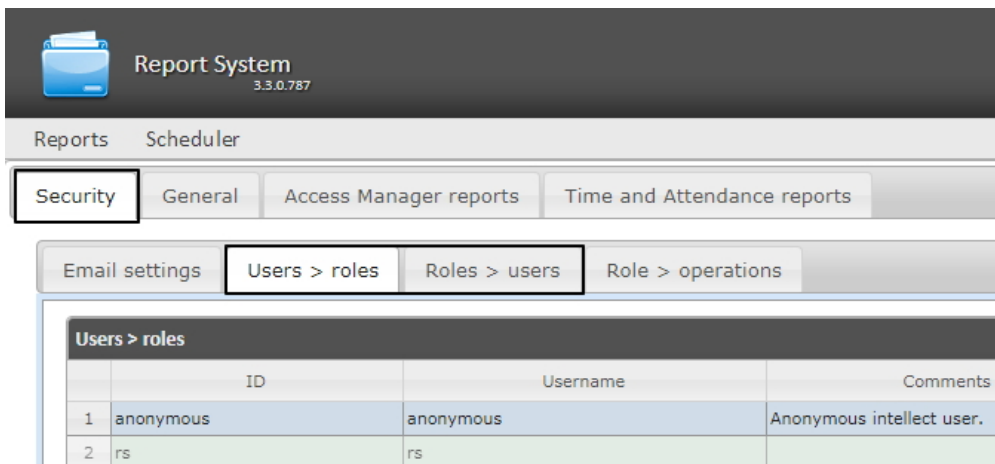 Report System
3.3.0.787
Reports Scheduler
Security General Access Manager reports Time and Attendance reports
Email settings Users > roles Roles > users Role > operations
Users > roles
ID Username Comments
1 anonymous anonymous Anonymous intellect user.
2 rs rs